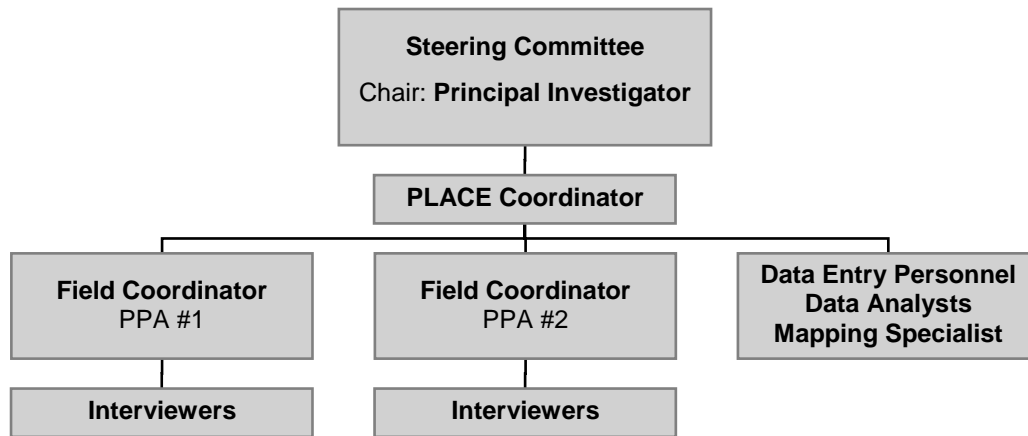 Steering Committee
Chair: Principal Investigator
PLACE Coordinator
Field Coordinator
PPA #1
Field Coordinator
PPA #2
Data Entry Personnel
Data Analysts
Mapping Specialist
Interviewers
Interviewers